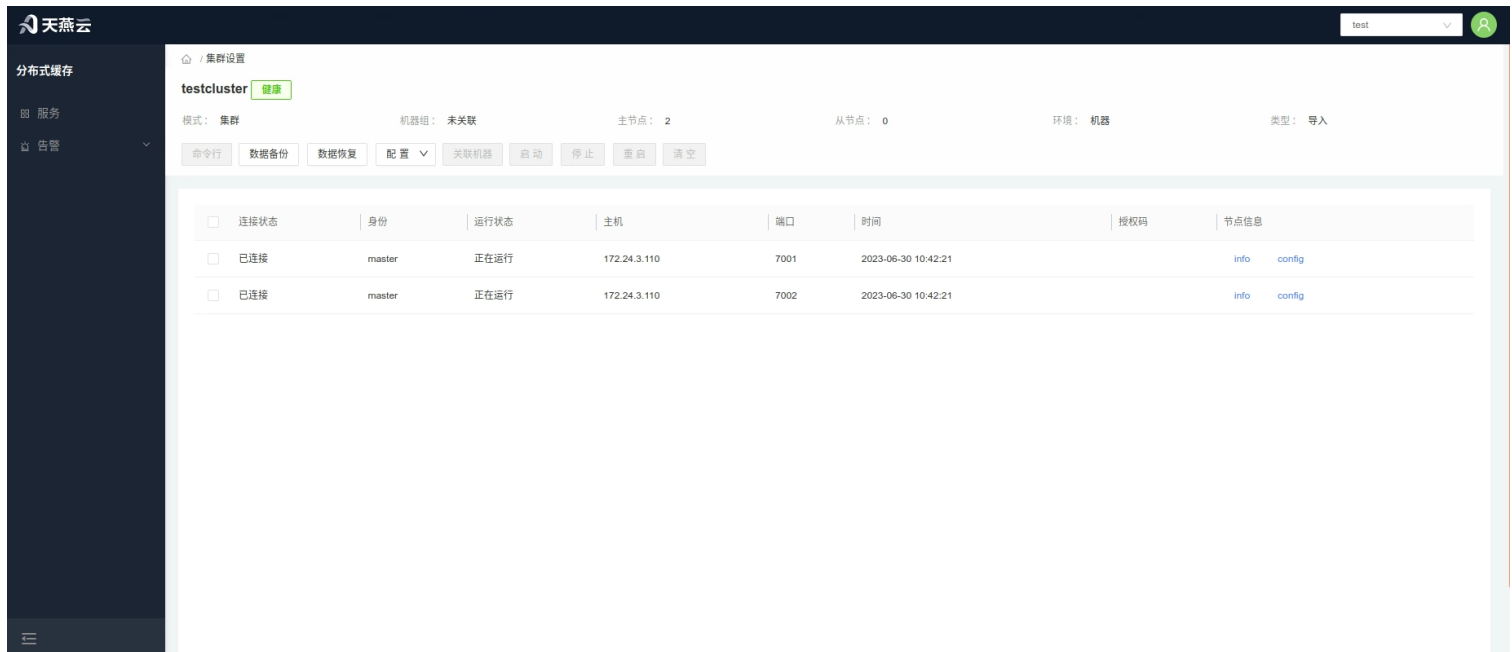 天燕云
test
分布式缓存
服务
告警
/ 集群设置
testcluster 健康
模式： 集群 机器组： 未关联 主节点： 2 从节点： 0 环境： 机器 类型： 导入
命令行 数据备份 数据恢复 配置 关联机器 启动 停止 重启 清空
连接状态 身份 运行状态 主机 端口 时间 授权码 节点信息
已连接 master 正在运行 172.24.3.110 7001 2023-06-30 10:42:21 info config
已连接 master 正在运行 172.24.3.110 7002 2023-06-30 10:42:21 info config